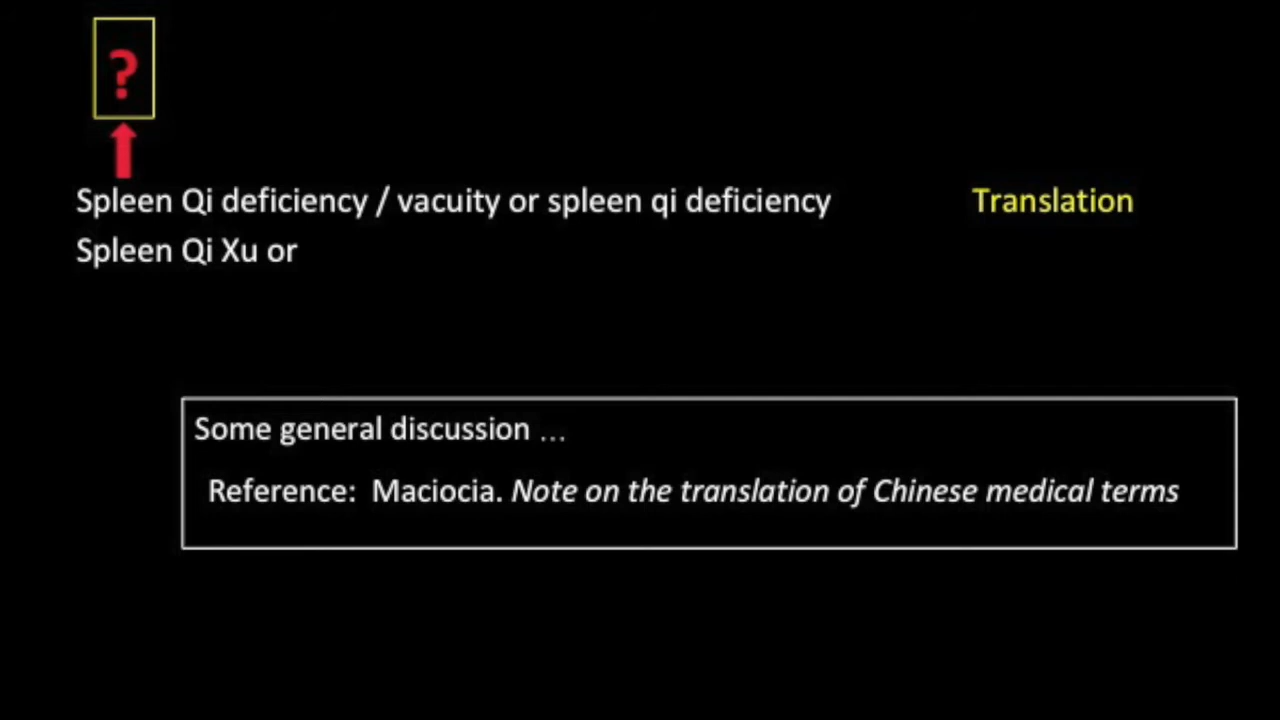 ?
Spleen Qi deficiency / vacuity or spleen qi deficiency
Translation
Spleen Qi Xu or
Some general discussion ...
Reference: Maciocia. Note on the translation of Chinese medical terms